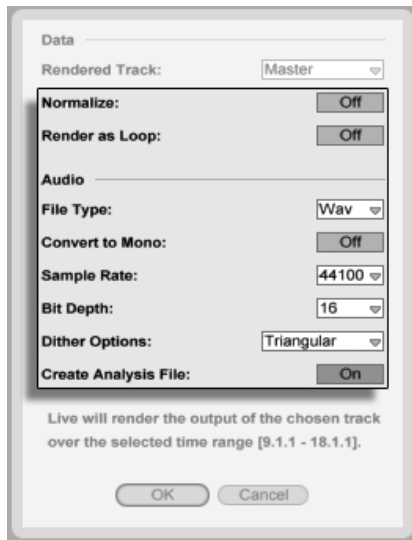 Data
Rendered Track: Master
Normalize: Off
Render as Loop: Off
Audio
File Type: Wav
Convert to Mono: Off
Sample Rate: 44100
Bit Depth: 16
Dither Options: Triangular
Create Analysis File: On
Live will render the output of the chosen track
over the selected time range [9.1.1 - 18.1.1].
OK Cancel